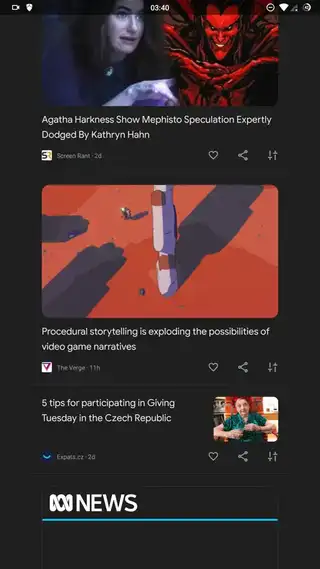 03:40
Agatha Harkness Show Mephisto Speculation Expertly
Dodged By Kathryn Hahn
Screen Rant · 2d
Procedural storytelling is exploding the possibilities of
video game narratives
The Verge · 11h
5 tips for participating in Giving
Tuesday in the Czech Republic
Expats.cz · 2d
NEWS